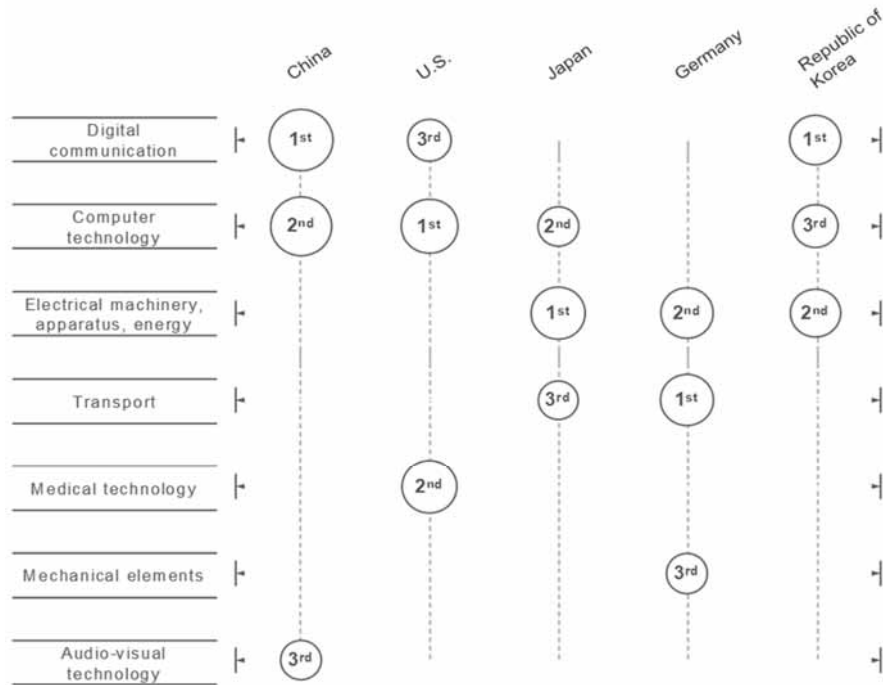 China
U.S.
Japan
Germany
Republic of
Korea
Digital
communication
1st
3rd
1st
Computer
technology
2nd
1st
2nd
3rd
Electrical machinery,
apparatus, energy
1st
2nd
2nd
Transport
3rd
1st
Medical technology
2nd
Mechanical elements
3rd
Audio-visual
technology
3rd